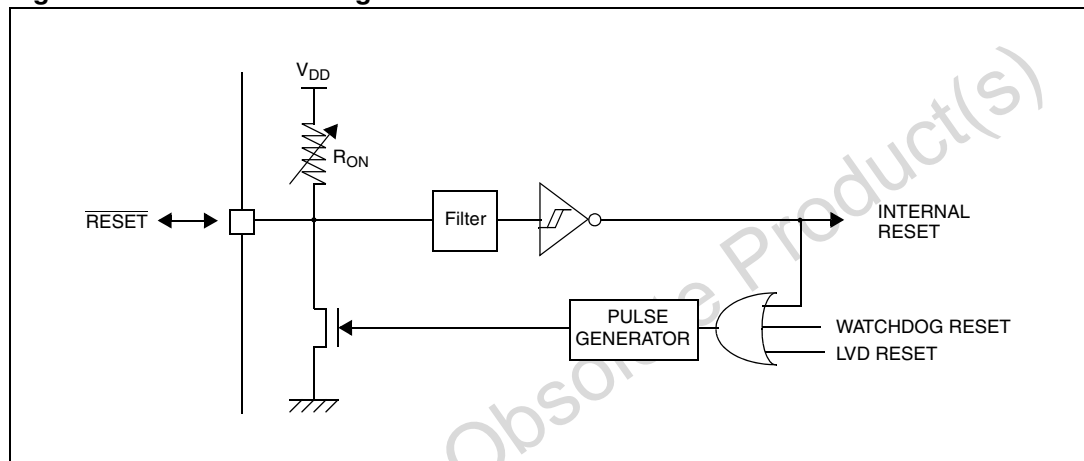 V_DD
R_ON
RESET
Filter
INTERNAL
RESET
PULSE
GENERATOR
WATCHDOG RESET
LVD RESET
Obsolete Product(s)